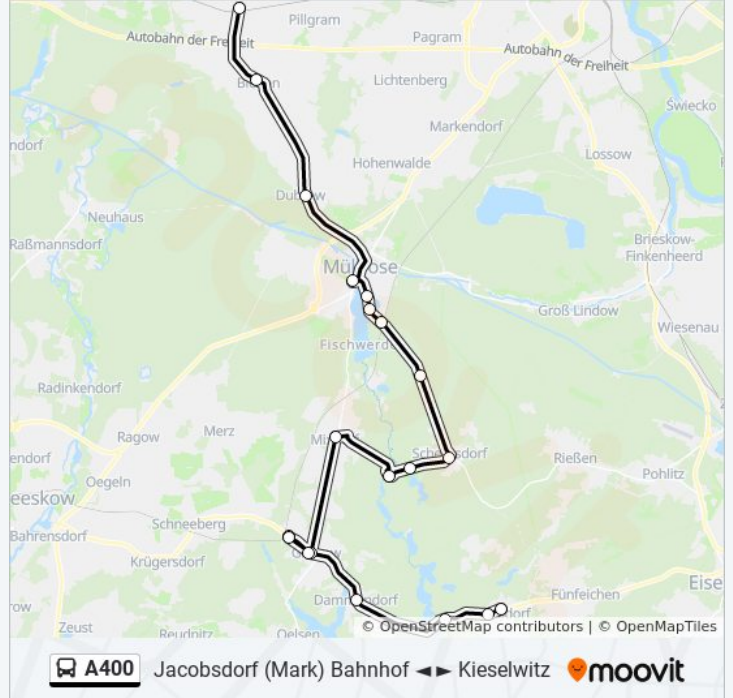 Pillgram
Autobahn der Freiheit
Pagram
Autobahn der Freiheit
Lichtenberg
Świecko
Markendorf
ndorf
Lossow
Hohenwalde
Neuhaus
Raßmannsdorf
Brieskow-
Finkenheerd
Groß Lindow
Wiesenau
Fischwerd
Radinkendorf
Ragow
Merz
endorf
Rießen
Pohlitz
Oegeln
eeskow
Schneeberg
Bahrensdorf
Krügersdorf
Eise
Fünfeichen
row
Zeust
Reudnitz
Oelsen
dorf
© OpenStreetMap contributors | © OpenMapTiles
A400 Jacobsdorf (Mark) Bahnhof ◄► Kieselwitz moovit